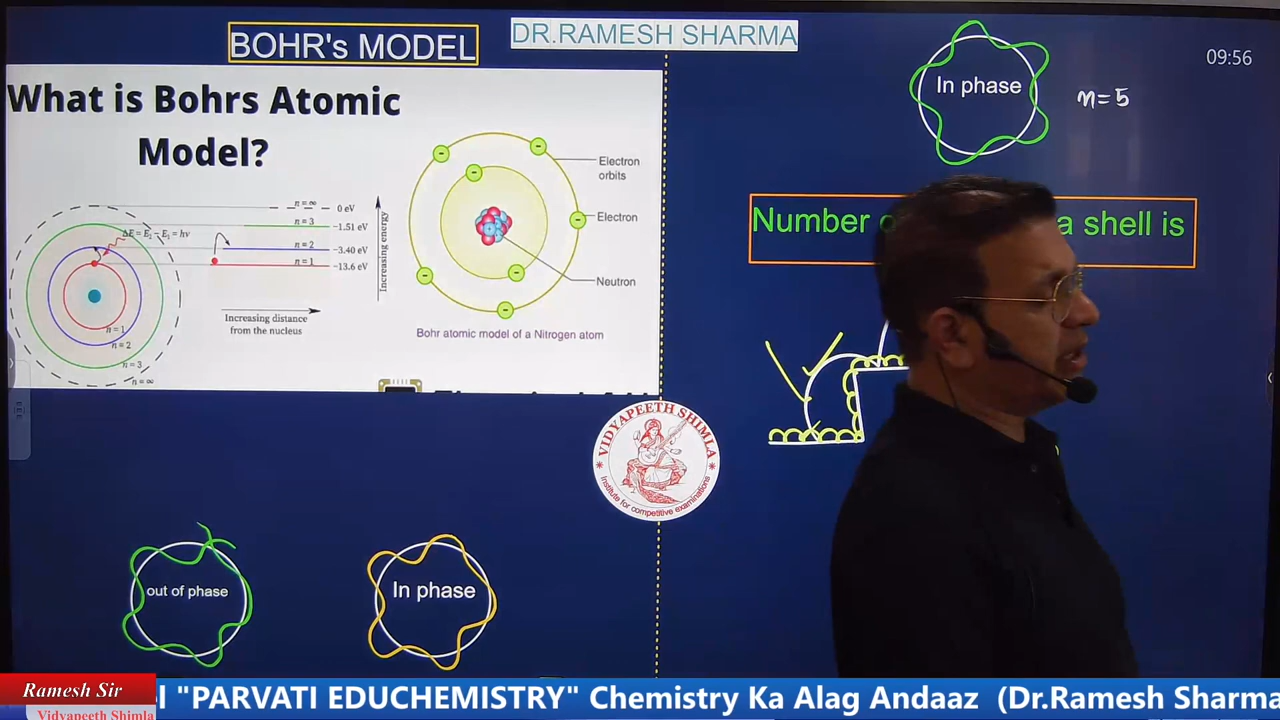 BOHR's MODEL
DR.RAMESH SHARMA
09:56
What is Bohrs Atomic
Model?
n = ∞
0 eV
n = 3
−1.51 eV
ΔE = E₂ − E₁ = hν
n = 2
−3.40 eV
n = 1
−13.6 eV
Increasing energy
Increasing distance
from the nucleus
n = 1
n = 2
n = 3
n = ∞
Electron
orbits
Electron
Neutron
Bohr atomic model of a Nitrogen atom
In phase
n=5
Number
a shell is
VIDYAPEETH SHIMLA
Institute for competitive examinations
out of phase
In phase
Ramesh Sir
Vidyapeeth Shimla
"PARVATI EDUCHEMISTRY" Chemistry Ka Alag Andaaz (Dr.Ramesh Sharma